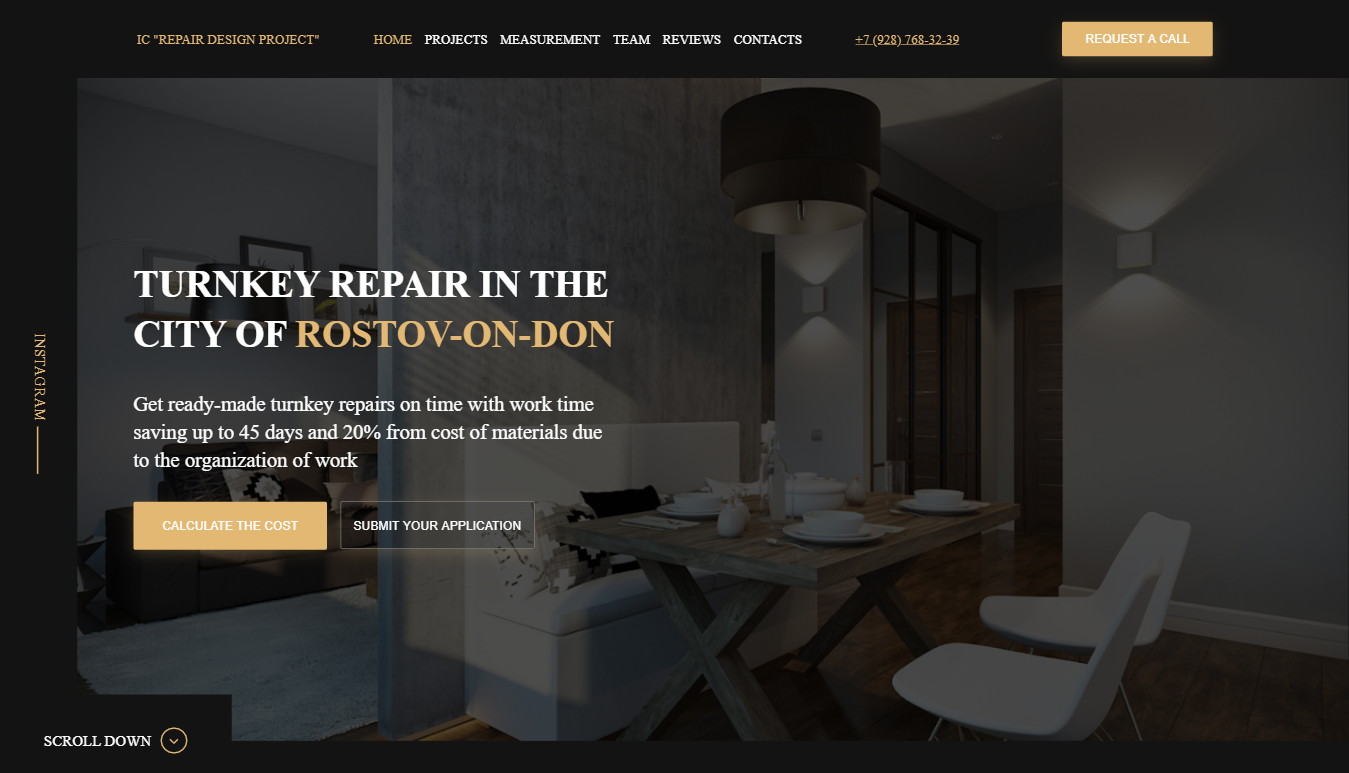 IC "REPAIR DESIGN PROJECT"
HOME PROJECTS MEASUREMENT TEAM REVIEWS CONTACTS
+7 (928) 768-32-39
REQUEST A CALL
TURNKEY REPAIR IN THE
CITY OF ROSTOV-ON-DON
INSTAGRAM
Get ready-made turnkey repairs on time with work time
saving up to 45 days and 20% from cost of materials due
to the organization of work
CALCULATE THE COST
SUBMIT YOUR APPLICATION
SCROLL DOWN